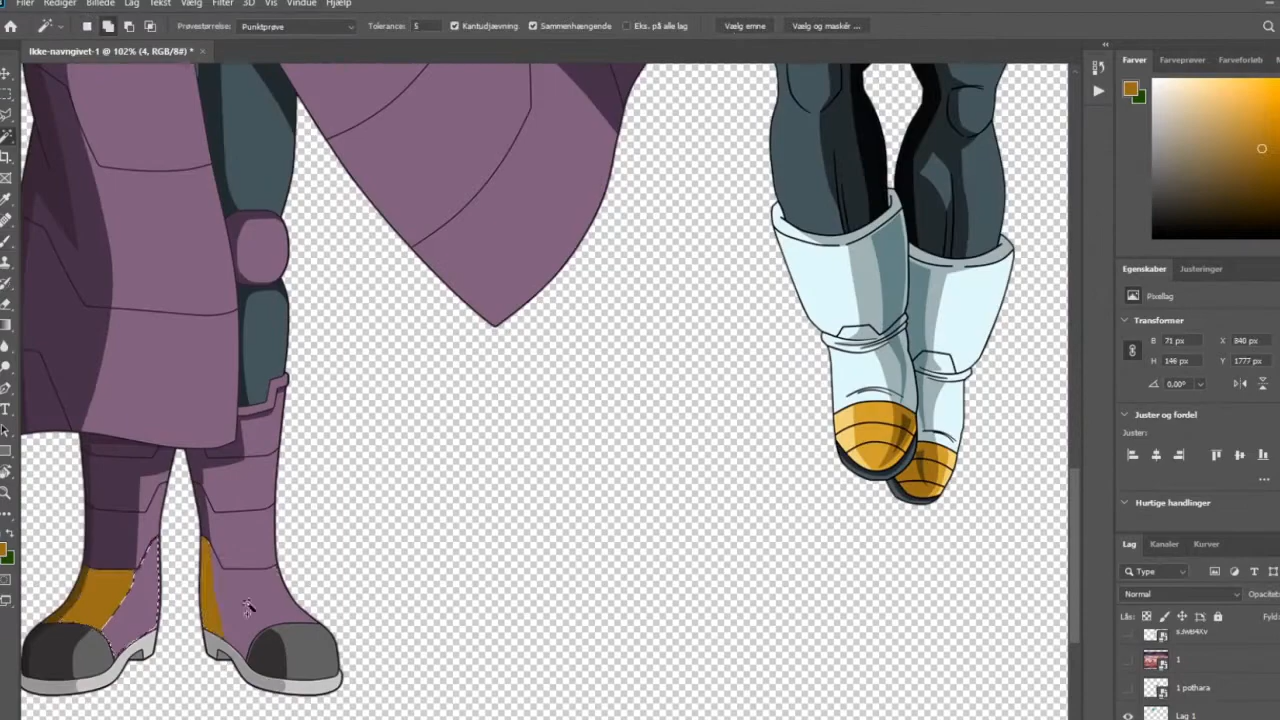 Filer Rediger Billede Lag Tekst Vælg Filter 3D Vis Vindue Hjælp
Prøvestørrelse: Punktprøve Tolerance: 5 Kantudjævning Sammenhængende Eks. på alle lag Vælg emne Vælg og maskér ...
Ikke-navngivet-1 @ 102% (4, RGB/8#) *
Farver Farveprøver Farveforløb
Egenskaber Justeringer
Pixellag
Transformer
B 71 px X 840 px
H 146 px Y 1777 px
0,00°
Juster og fordel
Juster:
Hurtige handlinger
Lag Kanaler Kurver
Type
Normal Opacitets
Lås: Fyld:
1
1 pothara
Lag 1